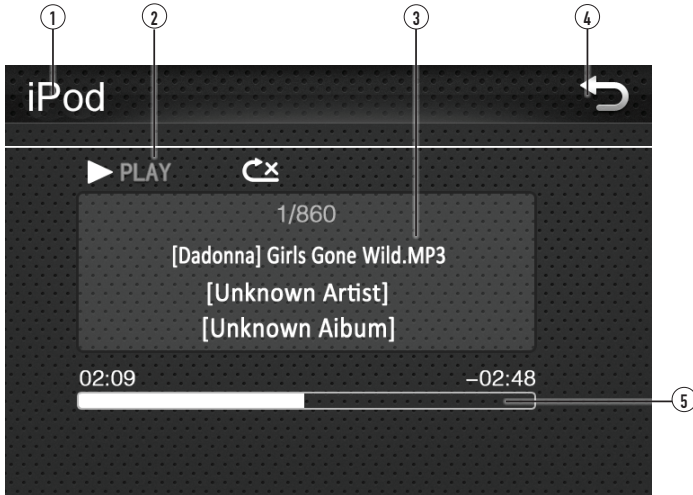 1 2 3 4
iPod
PLAY
1/860
[Dadonna] Girls Gone Wild.MP3
[Unknown Artist]
[Unknown Aibum]
02:09 -02:48
5